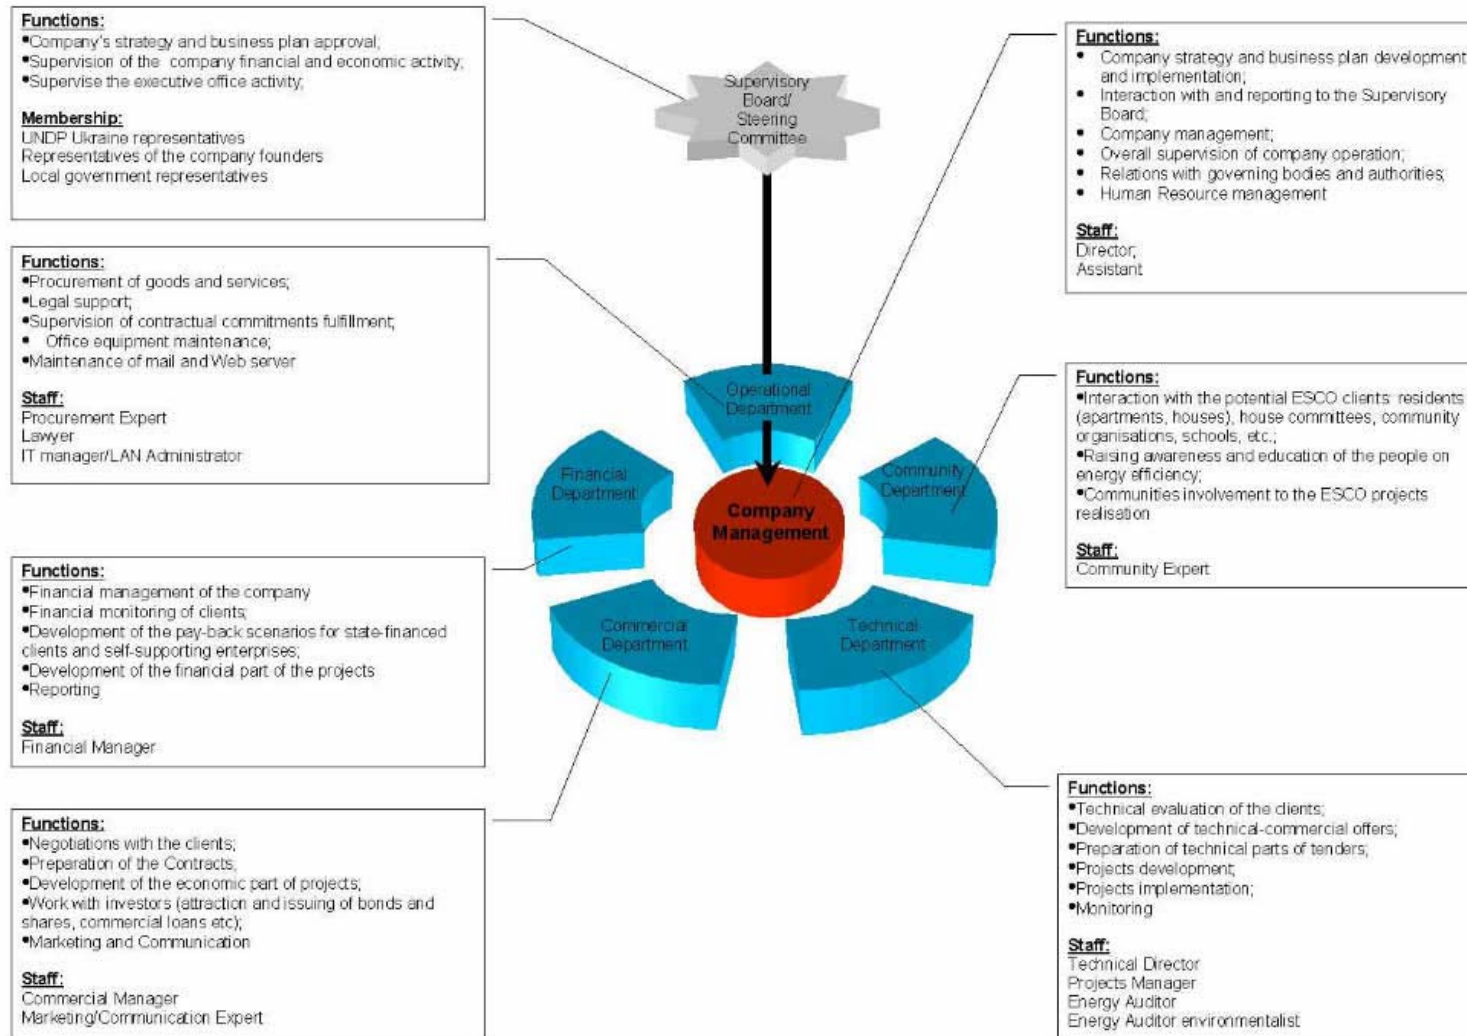 Functions:
•Company's strategy and business plan approval;
•Supervision of the company financial and economic activity;
•Supervise the executive office activity;
Membership:
UNDP Ukraine representatives
Representatives of the company founders
Local government representatives
Functions:
•Procurement of goods and services;
•Legal support;
•Supervision of contractual commitments fulfillment;
• Office equipment maintenance;
•Maintenance of mail and Web server
Staff:
Procurement Expert
Lawyer
IT manager/LAN Administrator
Functions:
•Financial management of the company
•Financial monitoring of clients;
•Development of the pay-back scenarios for state-financed
clients and self-supporting enterprises;
•Development of the financial part of the projects
•Reporting
Staff:
Financial Manager
Functions:
•Negotiations with the clients;
•Preparation of the Contracts;
•Development of the economic part of projects;
•Work with investors (attraction and issuing of bonds and
shares, commercial loans etc);
•Marketing and Communication
Staff:
Commercial Manager
Marketing/Communication Expert
Supervisory
Board/
Steering
Committee
Operational
Department
Financial
Department
Community
Department
Company
Management
Commercial
Department
Technical
Department
Functions:
• Company strategy and business plan development
and implementation;
• Interaction with and reporting to the Supervisory
Board;
• Company management;
• Overall supervision of company operation;
• Relations with governing bodies and authorities;
• Human Resource management
Staff:
Director;
Assistant
Functions:
•Interaction with the potential ESCO clients: residents
(apartments, houses), house committees, community
organisations, schools, etc.;
•Raising awareness and education of the people on
energy efficiency;
•Communities involvement to the ESCO projects
realisation
Staff:
Community Expert
Functions:
•Technical evaluation of the clients;
•Development of technical-commercial offers;
•Preparation of technical parts of tenders;
•Projects development;
•Projects implementation;
•Monitoring
Staff:
Technical Director
Projects Manager
Energy Auditor
Energy Auditor environmentalist